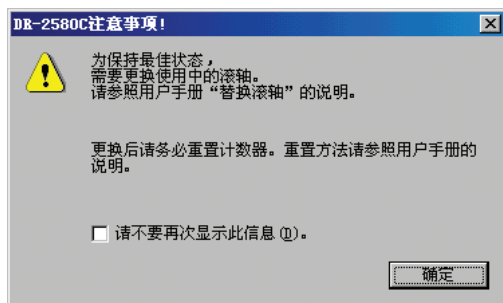 DR-2580C注意事项!
为保持最佳状态，
需要更换使用中的滚轴。
请参照用户手册“替换滚轴”的说明。
更换后请务必重置计数器。重置方法请参照用户手册的
说明。
请不要再次显示此信息(D)。
确定